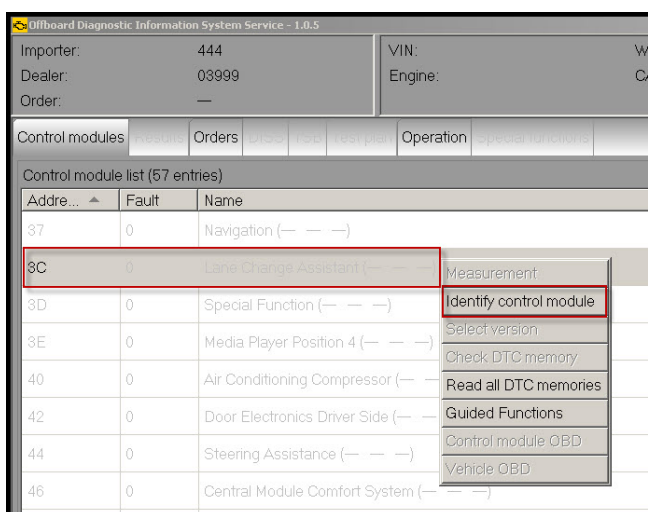 Offboard Diagnostic Information System Service - 1.0.5
Importer: 444 VIN: W
Dealer: 03999 Engine: CA
Order: —
Control modules Results Orders DISS TSB Test plan Operation Special functions
Control module list (57 entries)
Addre... Fault Name
37 0 Navigation (— — —)
3C 0 Lane Change Assistant (— —
Measurement
3D 0 Special Function (— — —)
Identify control module
Select version
3E 0 Media Player Position 4 (— — —)
Check DTC memory
40 0 Air Conditioning Compressor (—
Read all DTC memories
42 0 Door Electronics Driver Side (— —
Guided Functions
44 0 Steering Assistance (— — —)
Control module OBD
Vehicle OBD
46 0 Central Module Comfort System (— — —)